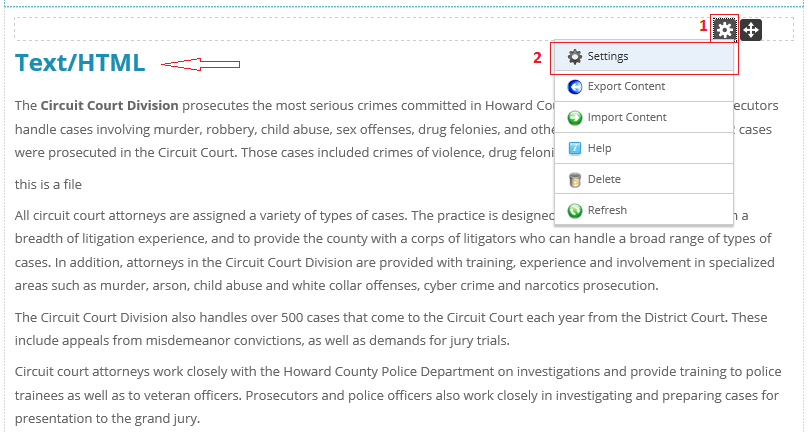 1
Text/HTML
2
Settings
Export Content
Import Content
Help
Delete
Refresh
The Circuit Court Division prosecutes the most serious crimes committed in Howard Cou secutors
handle cases involving murder, robbery, child abuse, sex offenses, drug felonies, and othe 2 cases
were prosecuted in the Circuit Court. Those cases included crimes of violence, drug feloni
this is a file
All circuit court attorneys are assigned a variety of types of cases. The practice is designed n a
breadth of litigation experience, and to provide the county with a corps of litigators who can handle a broad range of types of
cases. In addition, attorneys in the Circuit Court Division are provided with training, experience and involvement in specialized
areas such as murder, arson, child abuse and white collar offenses, cyber crime and narcotics prosecution.
The Circuit Court Division also handles over 500 cases that come to the Circuit Court each year from the District Court. These
include appeals from misdemeanor convictions, as well as demands for jury trials.
Circuit court attorneys work closely with the Howard County Police Department on investigations and provide training to police
trainees as well as to veteran officers. Prosecutors and police officers also work closely in investigating and preparing cases for
presentation to the grand jury.